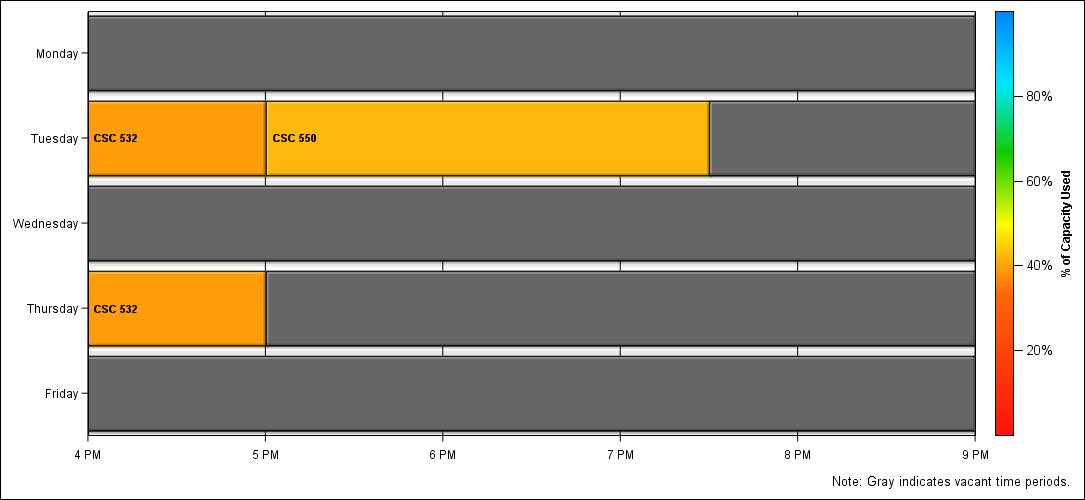 Monday
Tuesday
CSC 532
CSC 550
Wednesday
Thursday
CSC 532
Friday
4 PM
5 PM
6 PM
7 PM
8 PM
9 PM
80%
60%
40%
20%
% of Capacity Used
Note: Gray indicates vacant time periods.